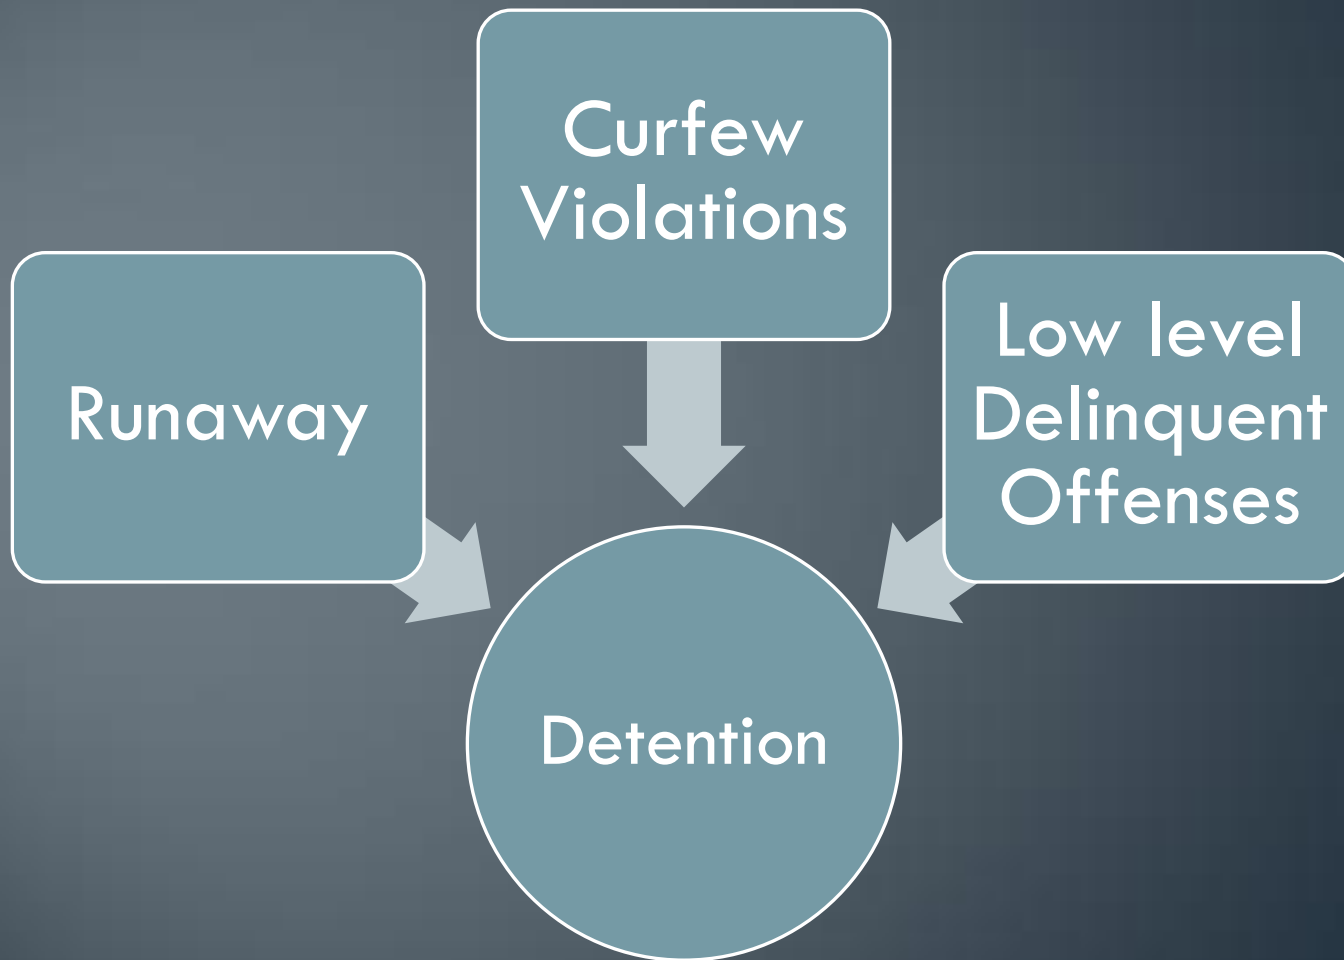 Curfew
Violations
Runaway
Low level
Delinquent
Offenses
Detention